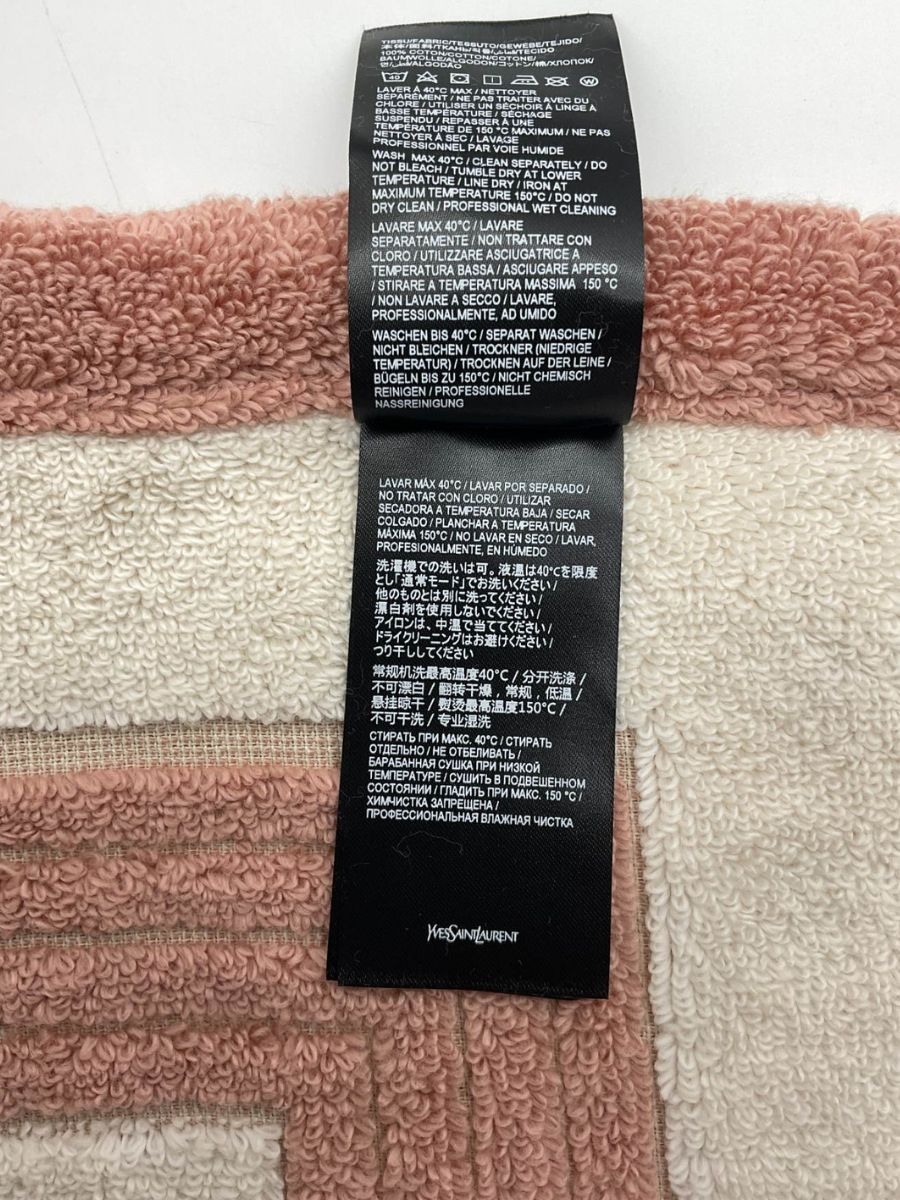 TISSU/FABRIC/TESSUTO/GEWEBE/TEJIDO/
100% COTON/COTTON/COTONE/
BAUMWOLLE/ALGODON/コットン/棉/ХЛОПОК/
ALGODÃO
40
W
LAVER À 40°C MAX / NETTOYER
SÉPARÉMENT / NE PAS TRAITER AVEC DU
CHLORE / UTILISER UN SÉCHOIR À LINGE À
BASSE TEMPÉRATURE / SÉCHAGE
SUSPENDU / REPASSER À UNE
TEMPÉRATURE DE 150 °C MAXIMUM / NE PAS
NETTOYER À SEC / LAVAGE
PROFESSIONNEL PAR VOIE HUMIDE
WASH MAX 40°C / CLEAN SEPARATELY / DO
NOT BLEACH / TUMBLE DRY AT LOWER
TEMPERATURE / LINE DRY / IRON AT
MAXIMUM TEMPERATURE 150°C / DO NOT
DRY CLEAN / PROFESSIONAL WET CLEANING
LAVARE MAX 40°C / LAVARE
SEPARATAMENTE / NON TRATTARE CON
CLORO / UTILIZZARE ASCIUGATRICE A
TEMPERATURA BASSA / ASCIUGARE APPESO
/ STIRARE A TEMPERATURA MASSIMA 150 °C
/ NON LAVARE A SECCO / LAVARE,
PROFESSIONALMENTE, AD UMIDO
WASCHEN BIS 40°C / SEPARAT WASCHEN /
NICHT BLEICHEN / TROCKNER (NIEDRIGE
TEMPERATUR) / TROCKNEN AUF DER LEINE /
BÜGELN BIS ZU 150°C / NICHT CHEMISCH
REINIGEN / PROFESSIONELLE
NASSREINIGUNG
LAVAR MÁX 40°C / LAVAR POR SEPARADO /
NO TRATAR CON CLORO / UTILIZAR
SECADORA A TEMPERATURA BAJA / SECAR
COLGADO / PLANCHAR A TEMPERATURA
MÁXIMA 150°C / NO LAVAR EN SECO / LAVAR,
PROFESIONALMENTE, EN HÚMEDO
洗濯機での洗いは可。液温は40℃を限度
とし「通常モード」でお洗いください/
他のものとは別に洗ってください/
漂白剤を使用しないでください/
アイロンは、中温で当ててください/
ドライクリーニングはお避けください/
つり干ししてください
常规机洗最高温度40°C / 分开洗涤 /
不可漂白 / 翻转干燥，常规，低温 /
悬挂晾干 / 熨烫最高温度150°C /
不可干洗 / 专业湿洗
СТИРАТЬ ПРИ МАКС. 40°C / СТИРАТЬ
ОТДЕЛЬНО / НЕ ОТБЕЛИВАТЬ /
БАРАБАННАЯ СУШКА ПРИ НИЗКОЙ
ТЕМПЕРАТУРЕ / СУШИТЬ В ПОДВЕШЕННОМ
СОСТОЯНИИ / ГЛАДИТЬ ПРИ МАКС. 150 °C /
ХИМЧИСТКА ЗАПРЕЩЕНА /
ПРОФЕССИОНАЛЬНАЯ ВЛАЖНАЯ ЧИСТКА
YVESSAINTLAURENT